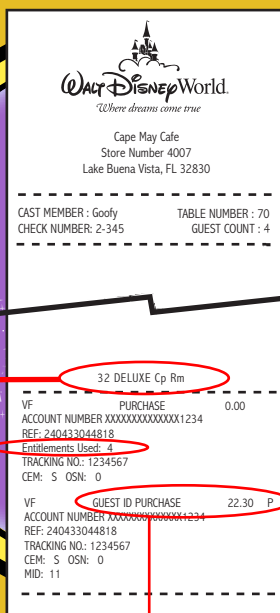 WALT DISNEY World.
Where dreams come true
Cape May Cafe
Store Number 4007
Lake Buena Vista, FL 32830
CAST MEMBER : Goofy TABLE NUMBER : 70
CHECK NUMBER: 2-345 GUEST COUNT : 4
32 DELUXE Cp Rm
VF PURCHASE 0.00
ACCOUNT NUMBER XXXXXXXXXXXXX1234
REF: 240433044818
Entitlements Used: 4
TRACKING NO.: 1234567
CEM: S OSN: 0
VF GUEST ID PURCHASE 22.30 P
ACCOUNT NUMBER XXXXXXXXXXXXX1234
REF: 240433044818
TRACKING NO.: 1234567
CEM: S OSN: 0
MID: 11